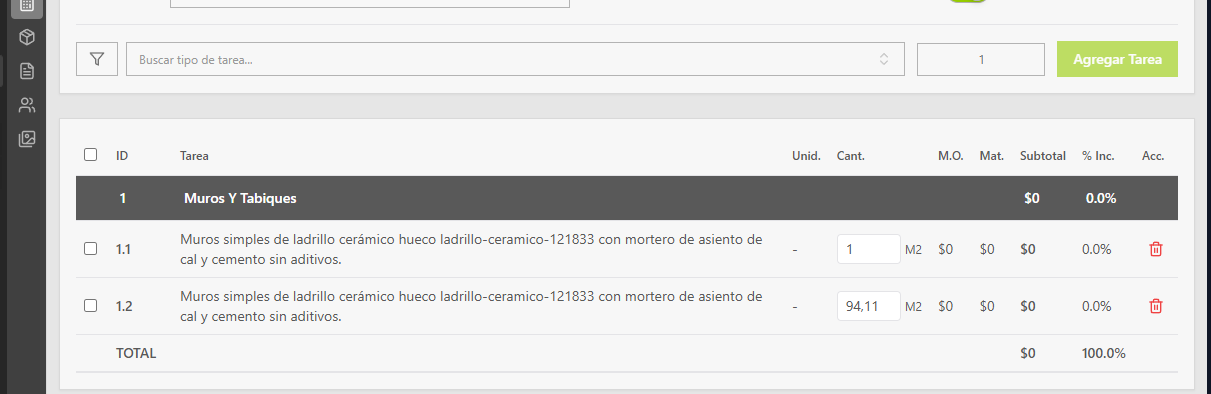 Buscar tipo de tarea...
1
Agregar Tarea
ID Tarea Unid. Cant. M.O. Mat. Subtotal % Inc. Acc.
1 Muros Y Tabiques $0 0.0%
1.1 Muros simples de ladrillo cerámico hueco ladrillo-ceramico-121833 con mortero de asiento de
cal y cemento sin aditivos.
- 1 M2 $0 $0 $0 0.0%
1.2 Muros simples de ladrillo cerámico hueco ladrillo-ceramico-121833 con mortero de asiento de
cal y cemento sin aditivos.
- 94,11 M2 $0 $0 $0 0.0%
TOTAL $0 100.0%